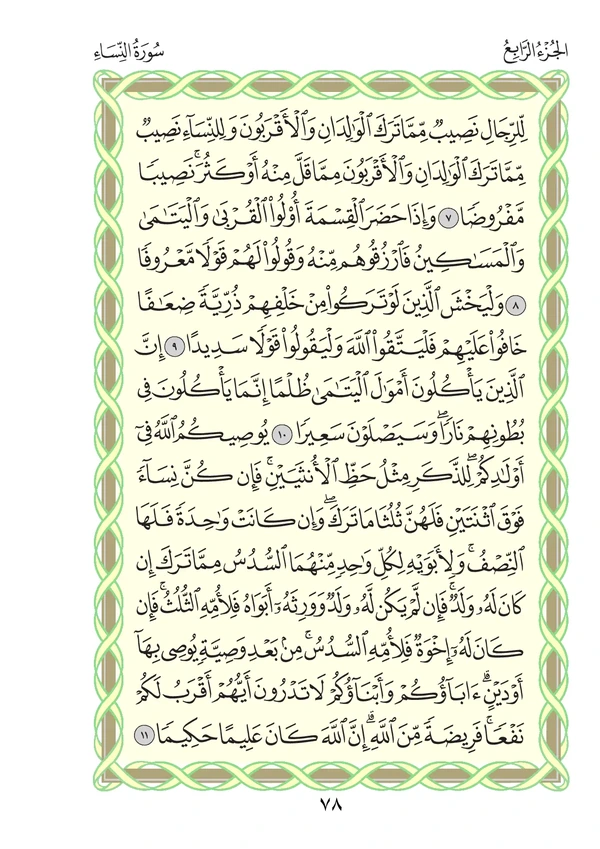 الجُزْءُ الرَّابِعُ
سُورَةُ النِّسَاءِ
لِّلرِّجَالِ نَصِيبٌ مِّمَّا تَرَكَ ٱلْوَٰلِدَانِ وَٱلْأَقْرَبُونَ وَلِلنِّسَآءِ نَصِيبٌ
مِّمَّا تَرَكَ ٱلْوَٰلِدَانِ وَٱلْأَقْرَبُونَ مِمَّا قَلَّ مِنْهُ أَوْ كَثُرَ ۚ نَصِيبًا
مَّفْرُوضًا ٧ وَإِذَا حَضَرَ ٱلْقِسْمَةَ أُو۟لُوا۟ ٱلْقُرْبَىٰ وَٱلْيَتَٰمَىٰ
وَٱلْمَسَٰكِينُ فَٱرْزُقُوهُم مِّنْهُ وَقُولُوا۟ لَهُمْ قَوْلًا مَّعْرُوفًا
٨ وَلْيَخْشَ ٱلَّذِينَ لَوْ تَرَكُوا۟ مِنْ خَلْفِهِمْ ذُرِّيَّةً ضِعَٰفًا
خَافُوا۟ عَلَيْهِمْ فَلْيَتَّقُوا۟ ٱللَّهَ وَلْيَقُولُوا۟ قَوْلًا سَدِيدًا ٩ إِنَّ
ٱلَّذِينَ يَأْكُلُونَ أَمْوَٰلَ ٱلْيَتَٰمَىٰ ظُلْمًا إِنَّمَا يَأْكُلُونَ فِى
بُطُونِهِمْ نَارًا ۖ وَسَيَصْلَوْنَ سَعِيرًا ١٠ يُوصِيكُمُ ٱللَّهُ فِىٓ
أَوْلَٰدِكُمْ ۖ لِلذَّكَرِ مِثْلُ حَظِّ ٱلْأُنثَيَيْنِ ۚ فَإِن كُنَّ نِسَآءً
فَوْقَ ٱثْنَتَيْنِ فَلَهُنَّ ثُلُثَا مَا تَرَكَ ۖ وَإِن كَانَتْ وَٰحِدَةً فَلَهَا
ٱلنِّصْفُ ۚ وَلِأَبَوَيْهِ لِكُلِّ وَٰحِدٍ مِّنْهُمَا ٱلسُّدُسُ مِمَّا تَرَكَ إِن
كَانَ لَهُۥ وَلَدٌ ۚ فَإِن لَّمْ يَكُن لَّهُۥ وَلَدٌ وَوَرِثَهُۥٓ أَبَوَاهُ فَلِأُمِّهِ ٱلثُّلُثُ ۚ فَإِن
كَانَ لَهُۥٓ إِخْوَةٌ فَلِأُمِّهِ ٱلسُّدُسُ ۚ مِنۢ بَعْدِ وَصِيَّةٍ يُوصِى بِهَآ
أَوْ دَيْنٍ ۗ ءَابَآؤُكُمْ وَأَبْنَآؤُكُمْ لَا تَدْرُونَ أَيُّهُمْ أَقْرَبُ لَكُمْ
نَفْعًا ۚ فَرِيضَةً مِّنَ ٱللَّهِ ۗ إِنَّ ٱللَّهَ كَانَ عَلِيمًا حَكِيمًا ١١
٧٨